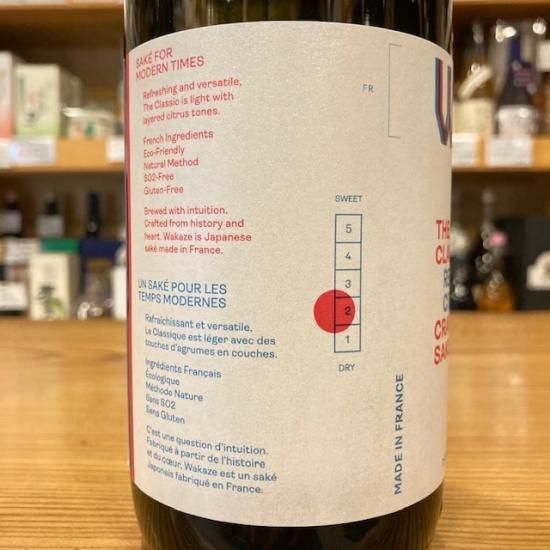 SAKÉ FOR
MODERN TIMES
Refreshing and versatile,
The Classic is light with
layered citrus tones.
French Ingredients
Eco-Friendly
Natural Method
SO2-Free
Gluten-Free
Brewed with intuition.
Crafted from history and
heart. Wakaze is Japanese
saké made in France.
UN SAKÉ POUR LES
TEMPS MODERNES
Rafraichissant et versatile,
Le Classique est léger avec des
touches d'agrumes en couches.
Ingrédients Français
Écologique
Méthode Nature
Sans SO2
Sans Gluten
C'est une question d'intuition.
Fabriqué à partir de l'histoire
et du cœur, Wakaze est un saké
Japonais fabriqué en France.
FR
SWEET
5
4
3
2
1
DRY
MADE IN FRANCE